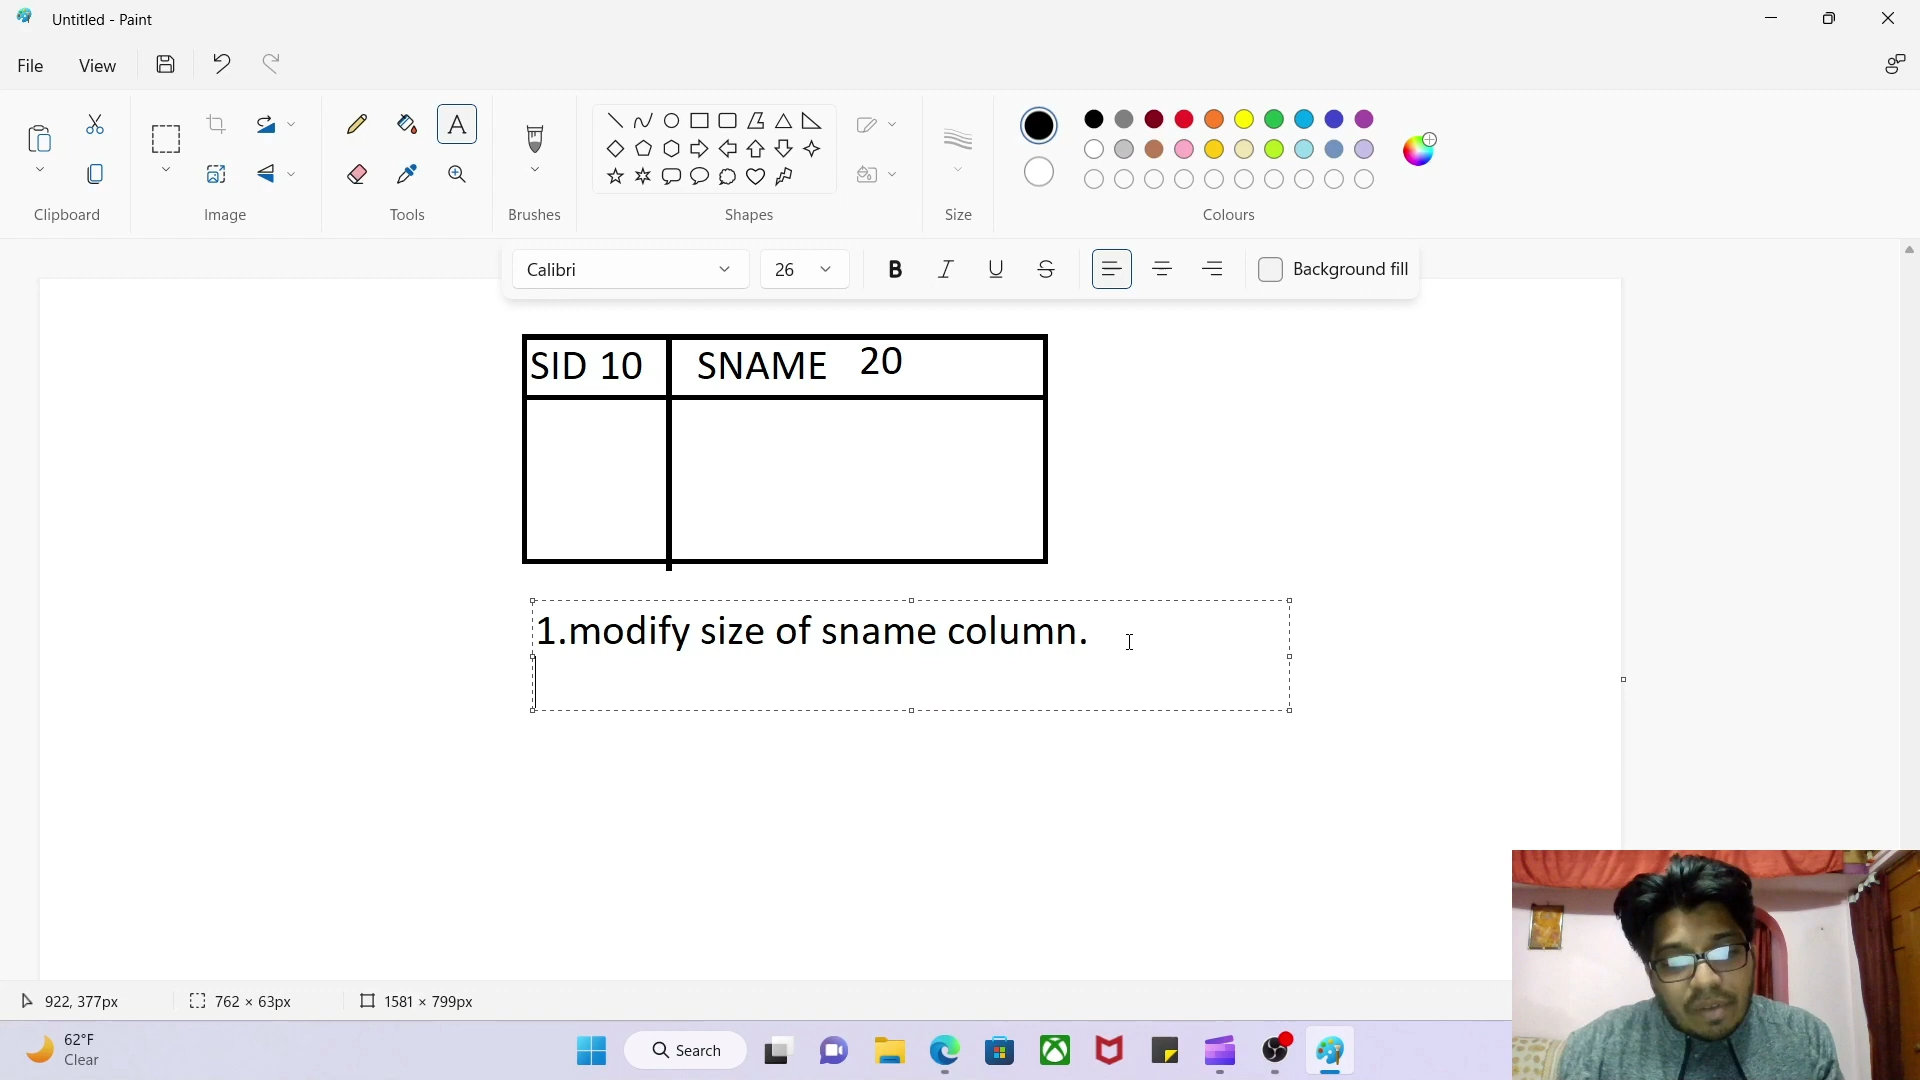 Untitled - Paint
File View
Clipboard Image Tools Brushes Shapes Size Colours
Calibri 26 B I U S Background fill
SID 10 SNAME 20
1.modify size of sname column.
922, 377px 762 × 63px 1581 × 799px
62°F
Clear
Search